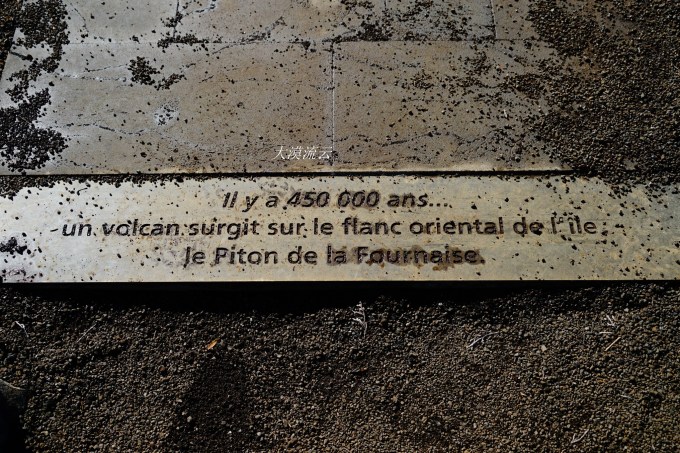 大漠流云
Il y a 450 000 ans....
un volcan surgit sur le flanc oriental de l'île :
le Piton de la Fournaise.